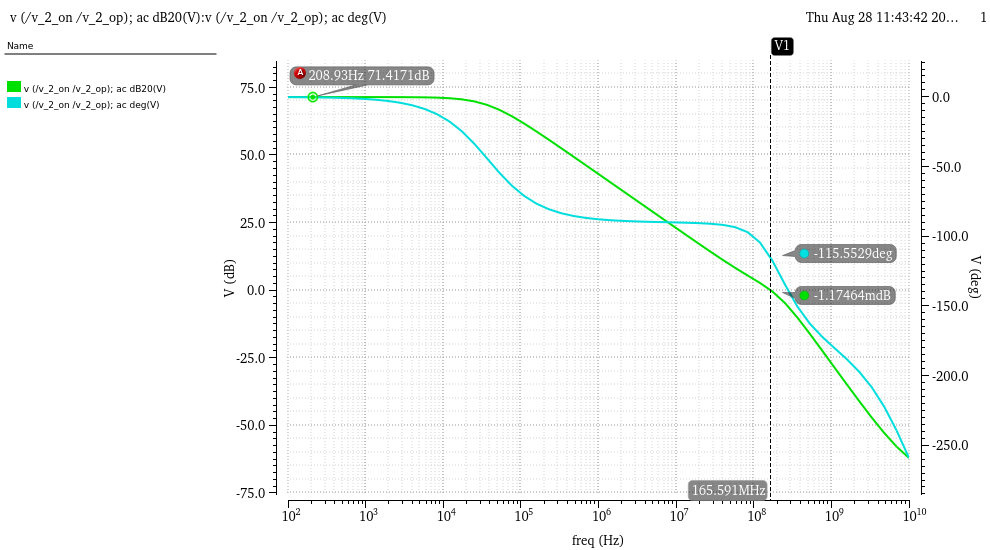 v (/v_2_on /v_2_op); ac dB20(V):v (/v_2_on /v_2_op); ac deg(V)
Thu Aug 28 11:43:42 20... 1
Name
v (/v_2_on /v_2_op); ac dB20(V)
v (/v_2_on /v_2_op); ac deg(V)
V1
A 208.93Hz 71.4171dB
75.0
50.0
25.0
0.0
-25.0
-50.0
-75.0
V (dB)
0.0
-50.0
-100.0
-150.0
-200.0
-250.0
V (deg)
-115.5529deg
-1.17464mdB
165.591MHz
10² 10³ 10⁴ 10⁵ 10⁶ 10⁷ 10⁸ 10⁹ 10¹⁰
freq (Hz)